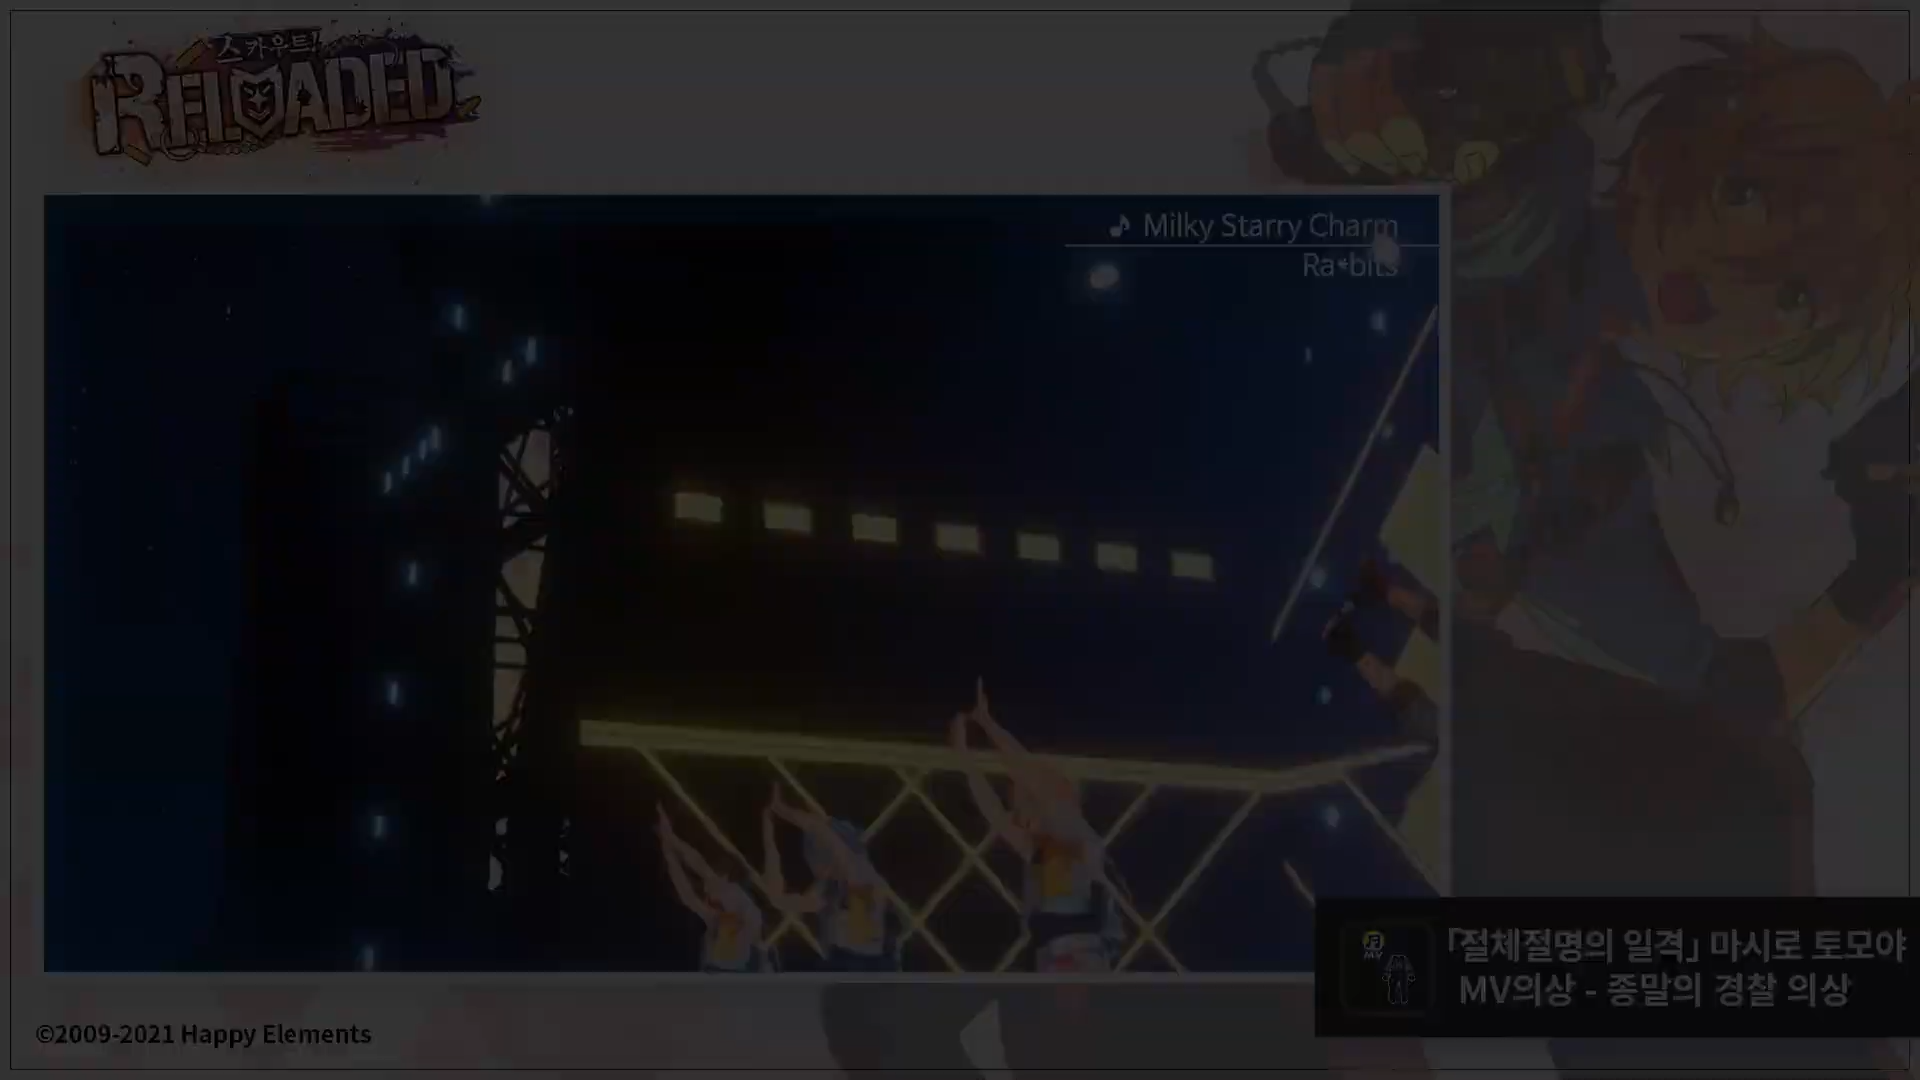 스카우트!
RELOADED
♪ Milky Starry Charm
Ra*bits
MV
「절체절명의 일격」 마시로 토모야
MV의상 - 종말의 경찰 의상
©2009-2021 Happy Elements